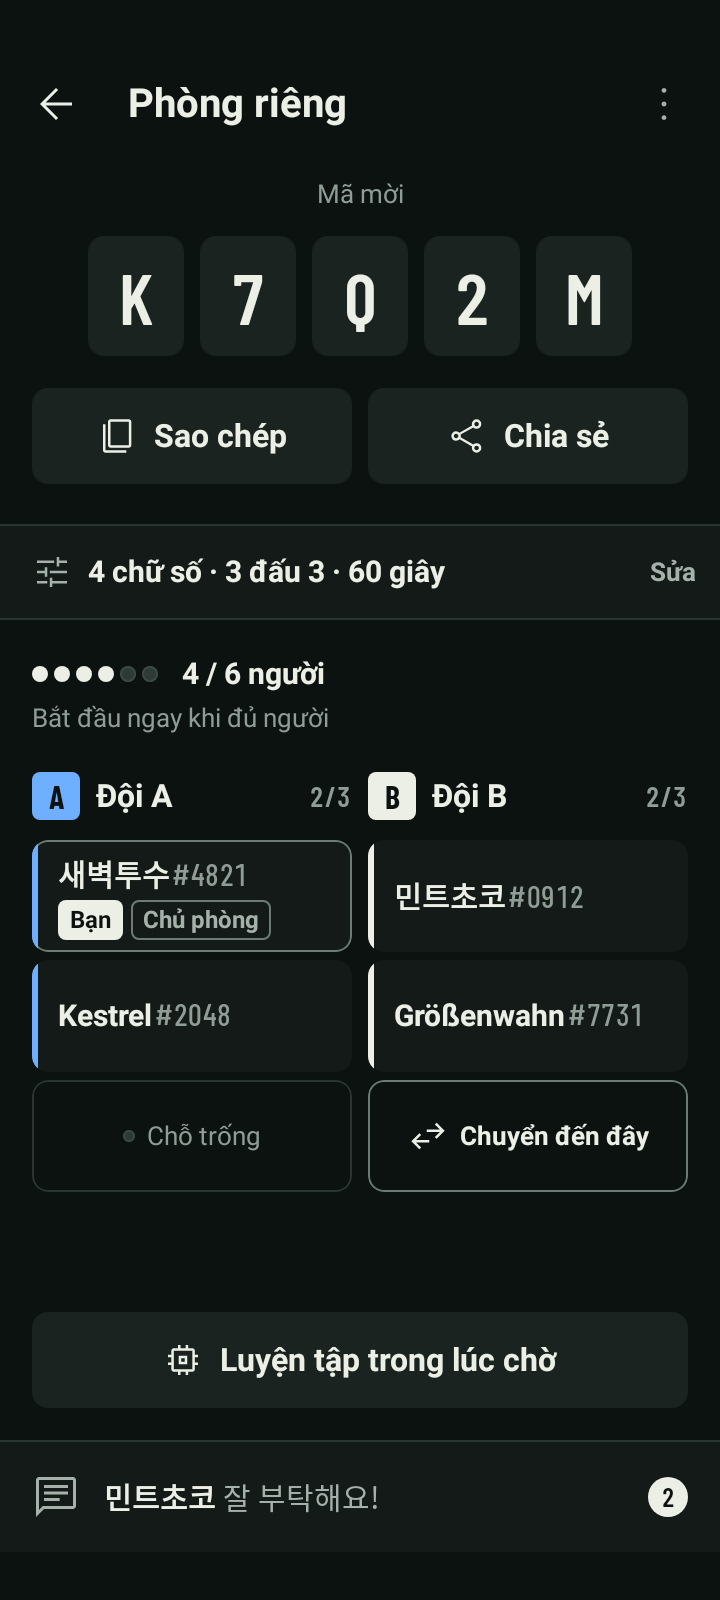 Phòng riêng
Mã mời
K 7 Q 2 M
Sao chép
Chia sẻ
4 chữ số · 3 đấu 3 · 60 giây
Sửa
4 / 6 người
Bắt đầu ngay khi đủ người
A Đội A 2/3
새벽투수#4821
Bạn Chủ phòng
Kestrel#2048
Chỗ trống
B Đội B 2/3
민트초코#0912
Größenwahn#7731
Chuyển đến đây
Luyện tập trong lúc chờ
민트초코 잘 부탁해요!
2